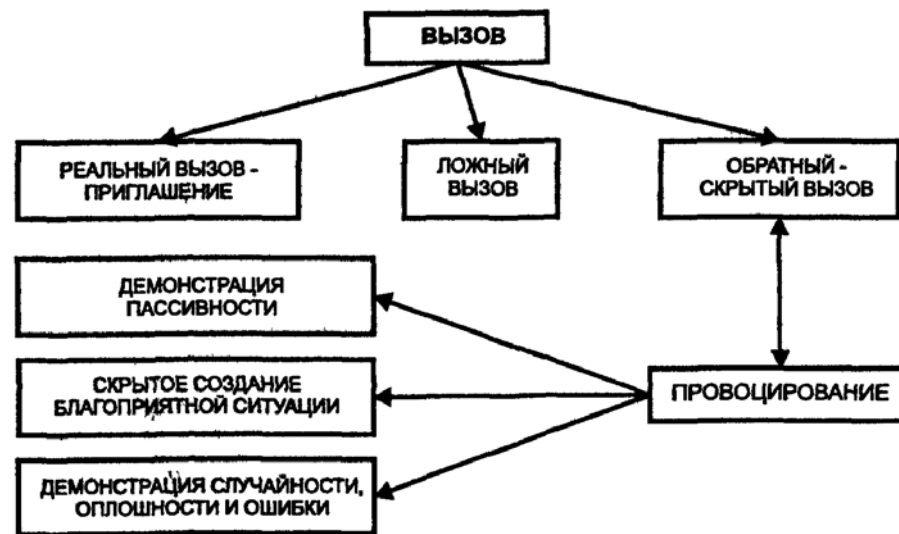 ВЫЗОВ
РЕАЛЬНЫЙ ВЫЗОВ -
ПРИГЛАШЕНИЕ
ЛОЖНЫЙ
ВЫЗОВ
ОБРАТНЫЙ -
СКРЫТЫЙ ВЫЗОВ
ДЕМОНСТРАЦИЯ
ПАССИВНОСТИ
СКРЫТОЕ СОЗДАНИЕ
БЛАГОПРИЯТНОЙ СИТУАЦИИ
ПРОВОЦИРОВАНИЕ
ДЕМОНСТРАЦИЯ СЛУЧАЙНОСТИ,
ОПЛОШНОСТИ И ОШИБКИ